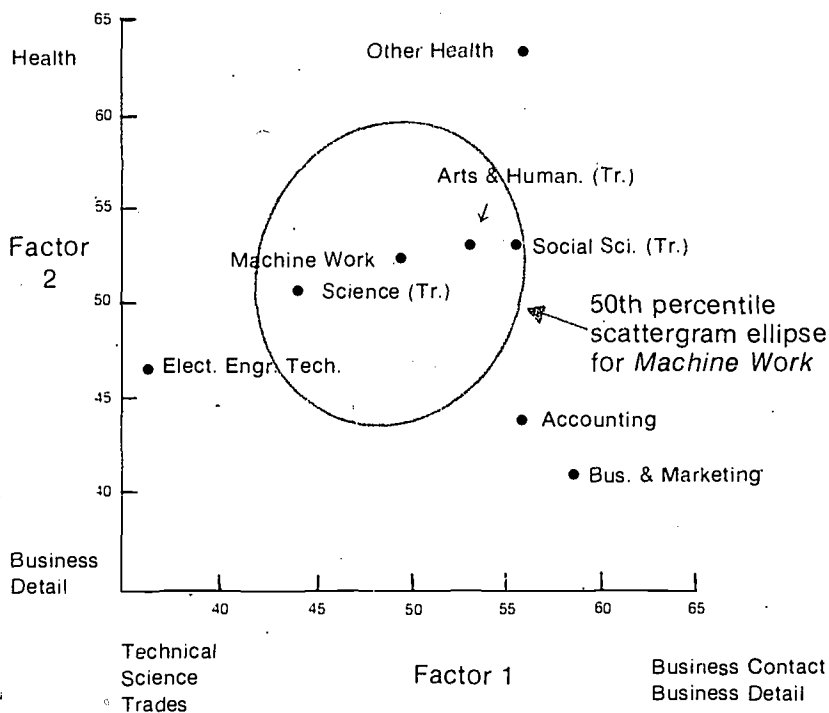 65
Health
Other Health
60
Arts & Human. (Tr.)
55
Factor
2
Machine Work
Social Sci. (Tr.)
50
Science (Tr.)
50th percentile
scattergram ellipse
for Machine Work
Elect. Engr. Tech.
45
Accounting
Bus. & Marketing
40
Business
Detail
40 45 50 55 60 65
Technical
Science
Trades
Factor 1
Business Contact
Business Detail